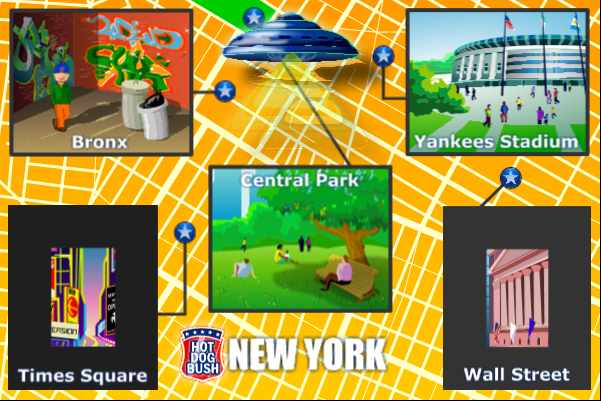 Bronx
Yankees Stadium
Central Park
Times Square
Wall Street
HOT
DOG
BUSH
NEW YORK